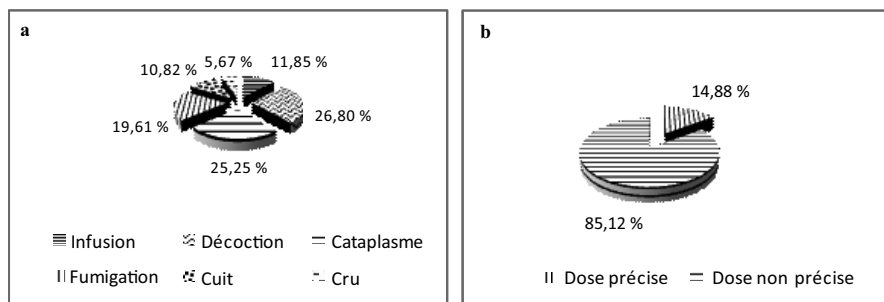 a
5,67 % 11,85 %
10,82 %
26,80 %
19,61 %
25,25 %
Infusion Décoction Cataplasme
Fumigation Cuit Cru
b
14,88 %
85,12 %
Dose précise Dose non précise